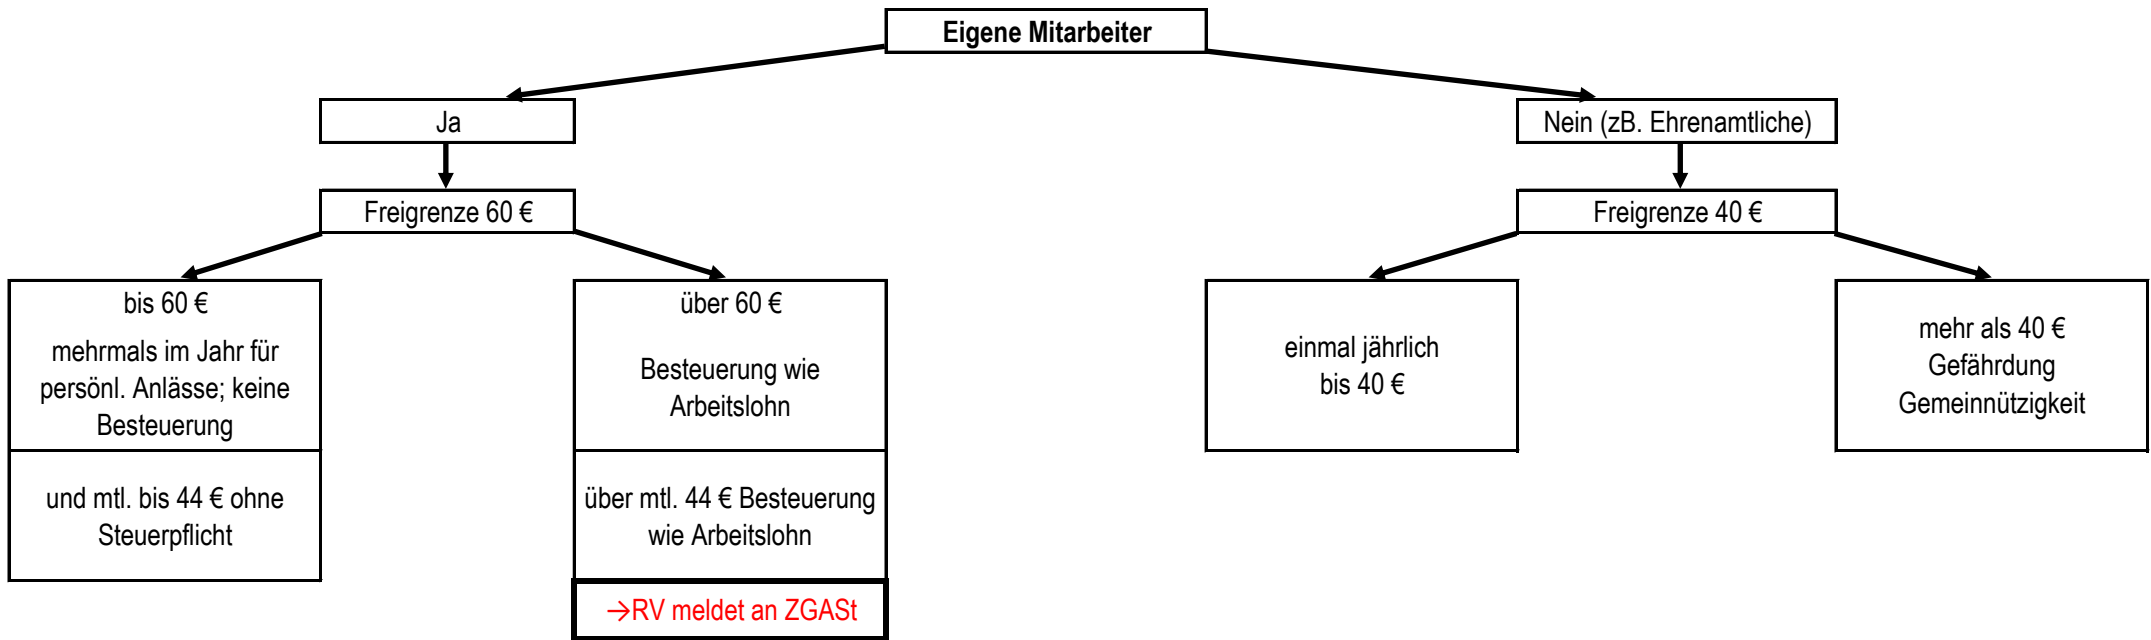 Eigene Mitarbeiter
Ja
Nein (zB. Ehrenamtliche)
Freigrenze 60 €
Freigrenze 40 €
bis 60 €
mehrmals im Jahr für
persönl. Anlässe; keine
Besteuerung
über 60 €
Besteuerung wie
Arbeitslohn
einmal jährlich
bis 40 €
mehr als 40 €
Gefährdung
Gemeinnützigkeit
und mtl. bis 44 € ohne
Steuerpflicht
über mtl. 44 € Besteuerung
wie Arbeitslohn
→RV meldet an ZGASt